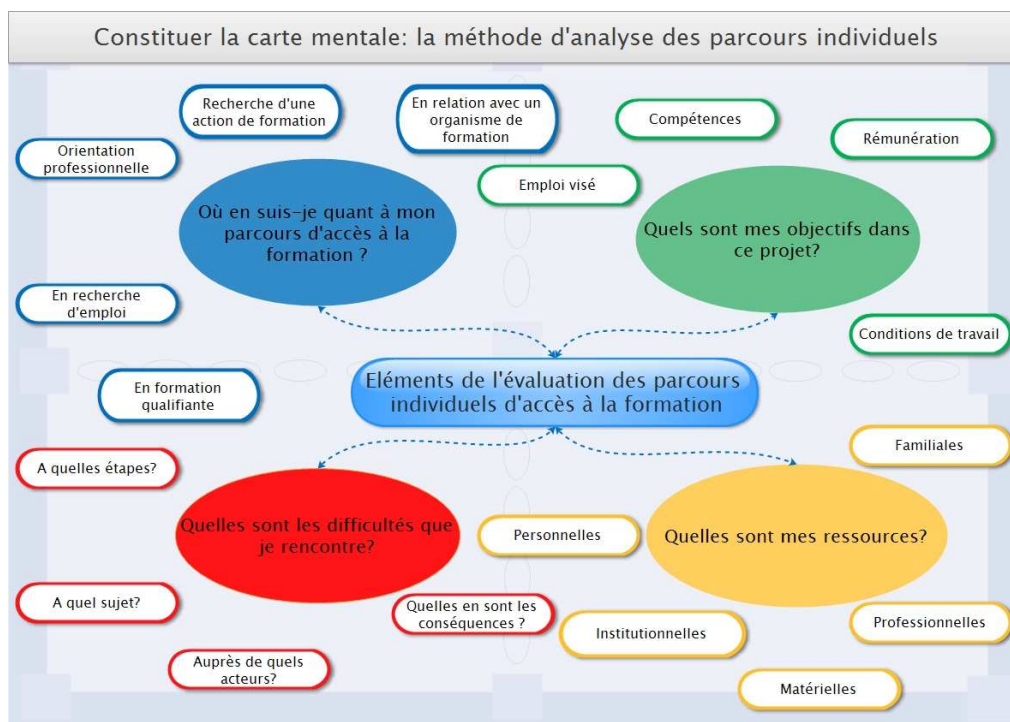 Constituer la carte mentale: la méthode d'analyse des parcours individuels
Recherche d'une
action de formation
En relation avec un
organisme de
formation
Orientation
professionnelle
Où en suis-je quant à mon
parcours d'accès à la
formation ?
En recherche
d'emploi
En formation
qualifiante
Compétences
Rémunération
Emploi visé
Quels sont mes objectifs dans
ce projet?
Conditions de travail
Eléments de l'évaluation des parcours
individuels d'accès à la formation
A quelles étapes?
Quelles sont les difficultés que
je rencontre?
A quel sujet?
Quelles en sont les
conséquences ?
Auprès de quels
acteurs?
Familiales
Personnelles
Quelles sont mes ressources?
Institutionnelles
Professionnelles
Matérielles